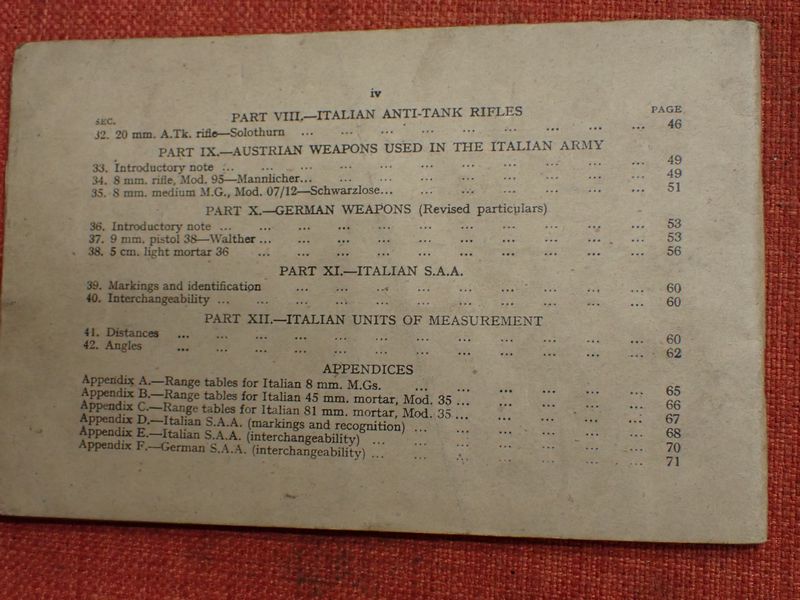 iv
SEC. PART VIII.—ITALIAN ANTI-TANK RIFLES PAGE
32. 20 mm. A.Tk. rifle—Solothurn ... ... ... ... ... ... ... ... ... 46
PART IX.—AUSTRIAN WEAPONS USED IN THE ITALIAN ARMY
33. Introductory note ... ... ... ... ... ... ... ... ... ... ... 49
34. 8 mm. rifle, Mod. 95—Mannlicher... ... ... ... ... ... ... ... ... 49
35. 8 mm. medium M.G., Mod. 07/12—Schwarzlose... ... ... ... ... ... ... 51
PART X.—GERMAN WEAPONS (Revised particulars)
36. Introductory note ... ... ... ... ... ... ... ... ... ... ... 53
37. 9 mm. pistol 38—Walther ... ... ... ... ... ... ... ... ... ... 53
38. 5 cm. light mortar 36 ... ... ... ... ... ... ... ... ... ... 56
PART XI.—ITALIAN S.A.A.
39. Markings and identification ... ... ... ... ... ... ... ... ... 60
40. Interchangeability ... ... ... ... ... ... ... ... ... ... ... 60
PART XII.—ITALIAN UNITS OF MEASUREMENT
41. Distances ... ... ... ... ... ... ... ... ... ... ... ... 60
42. Angles ... ... ... ... ... ... ... ... ... ... ... ... 62
APPENDICES
Appendix A.—Range tables for Italian 8 mm. M.Gs. ... ... ... ... ... ... 65
Appendix B.—Range tables for Italian 45 mm. mortar, Mod. 35 ... ... ... ... ... 66
Appendix C.—Range tables for Italian 81 mm. mortar, Mod. 35 ... ... ... ... ... 67
Appendix D.—Italian S.A.A. (markings and recognition) ... ... ... ... ... ... 68
Appendix E.—Italian S.A.A. (interchangeability) ... ... ... ... ... ... ... 70
Appendix F.—German S.A.A. (interchangeability) ... ... ... ... ... ... ... 71